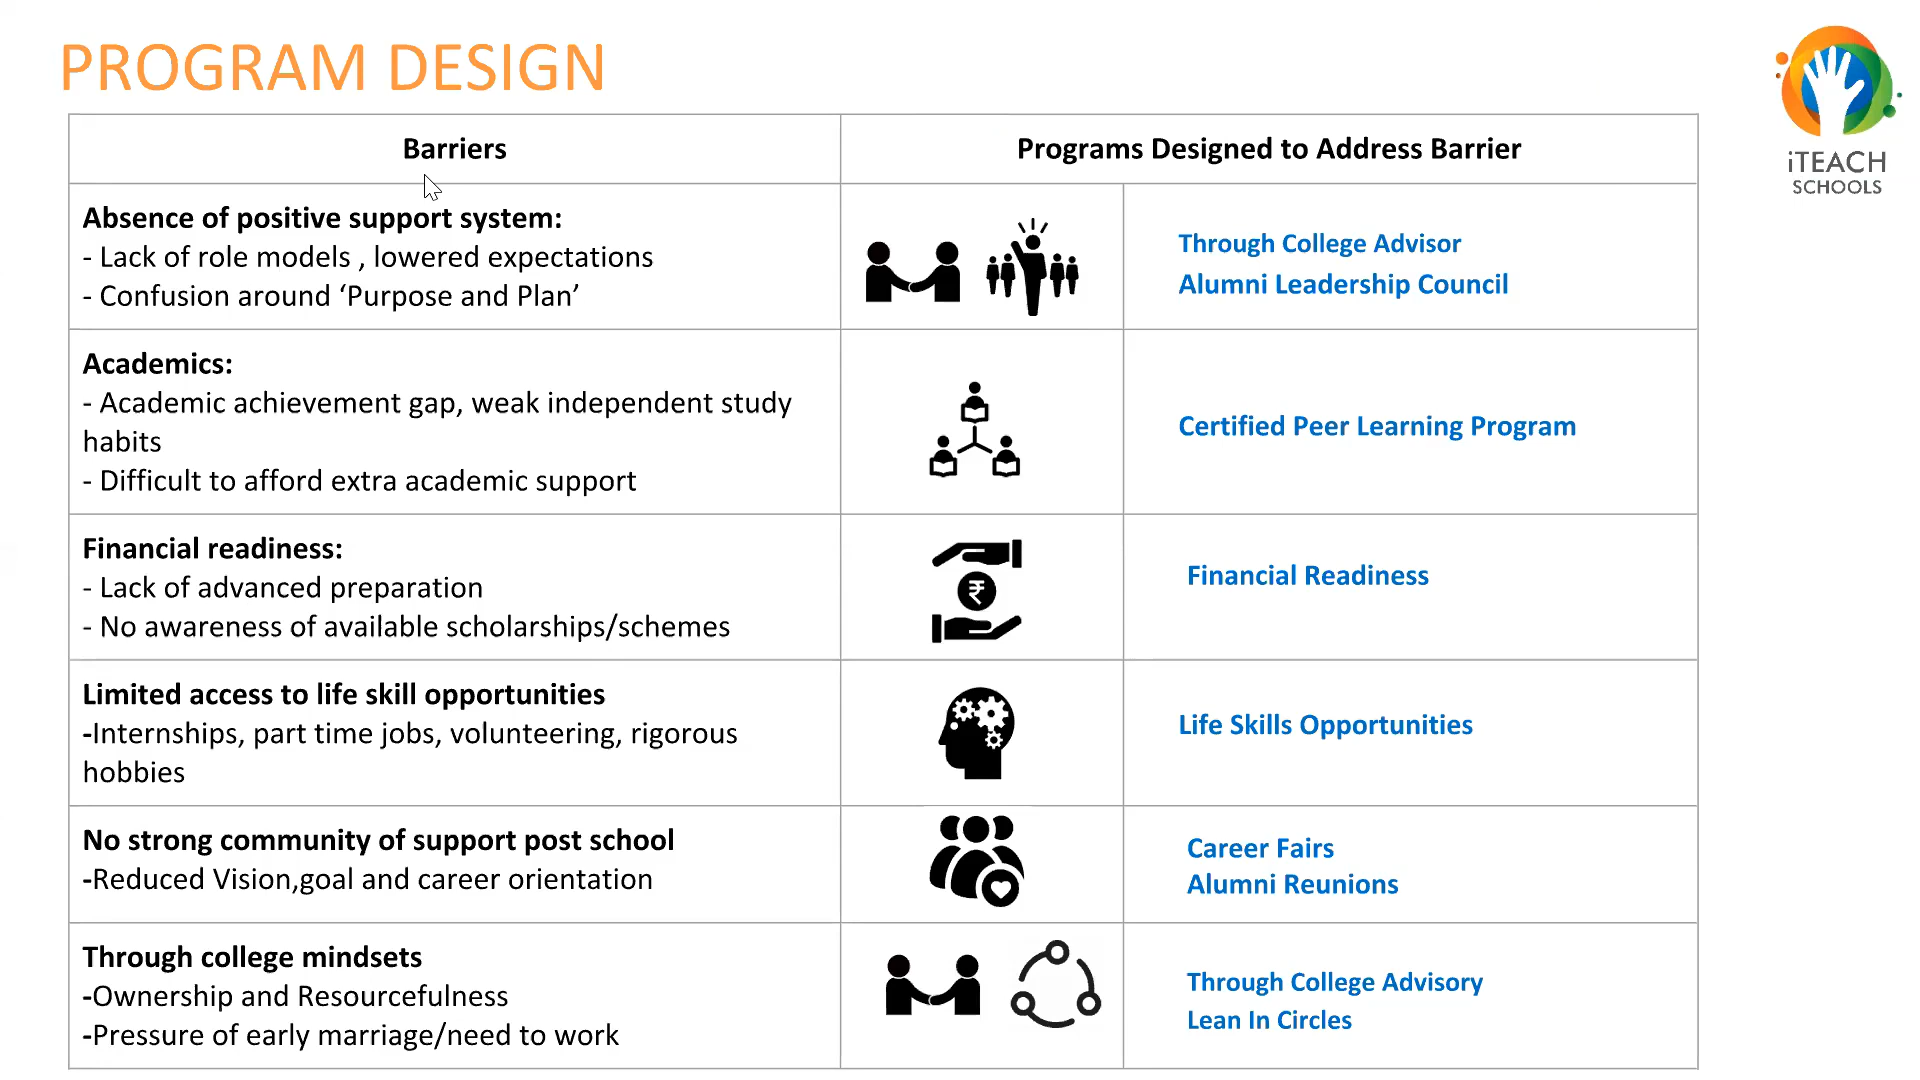 PROGRAM DESIGN
iTEACH
SCHOOLS
Barriers
Programs Designed to Address Barrier
Absence of positive support system:
- Lack of role models , lowered expectations
- Confusion around ‘Purpose and Plan’
Through College Advisor
Alumni Leadership Council
Academics:
- Academic achievement gap, weak independent study
habits
- Difficult to afford extra academic support
Certified Peer Learning Program
Financial readiness:
- Lack of advanced preparation
- No awareness of available scholarships/schemes
₹
Financial Readiness
Limited access to life skill opportunities
-Internships, part time jobs, volunteering, rigorous
hobbies
Life Skills Opportunities
No strong community of support post school
-Reduced Vision,goal and career orientation
Career Fairs
Alumni Reunions
Through college mindsets
-Ownership and Resourcefulness
-Pressure of early marriage/need to work
Through College Advisory
Lean In Circles